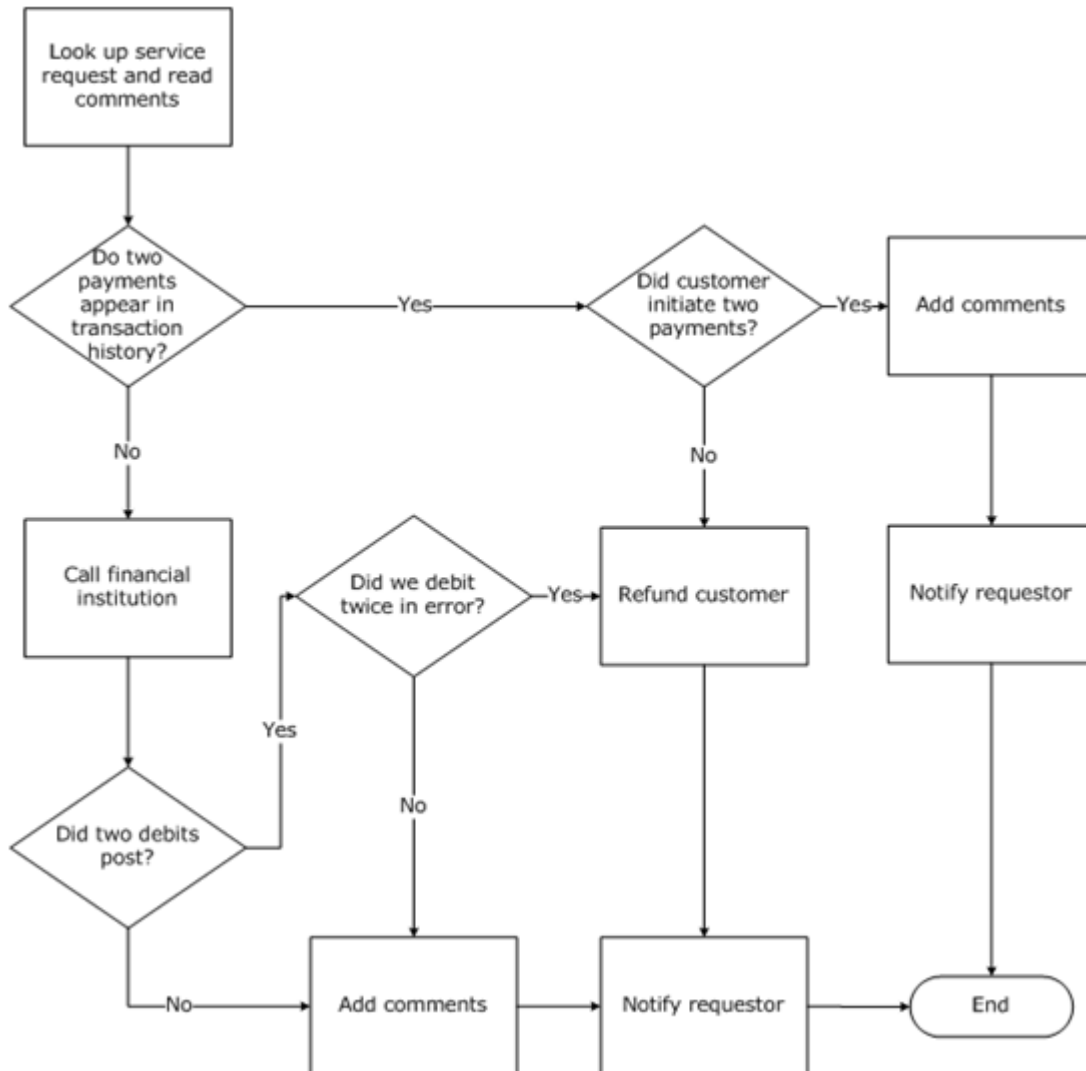 Look up service
request and read
comments
Do two
payments
appear in
transaction
history?
Yes
Did customer
initiate two
payments?
Yes
Add comments
No
No
Call financial
institution
Did we debit
twice in error?
Yes
Refund customer
Notify requestor
Yes
No
Did two debits
post?
No
Add comments
Notify requestor
End